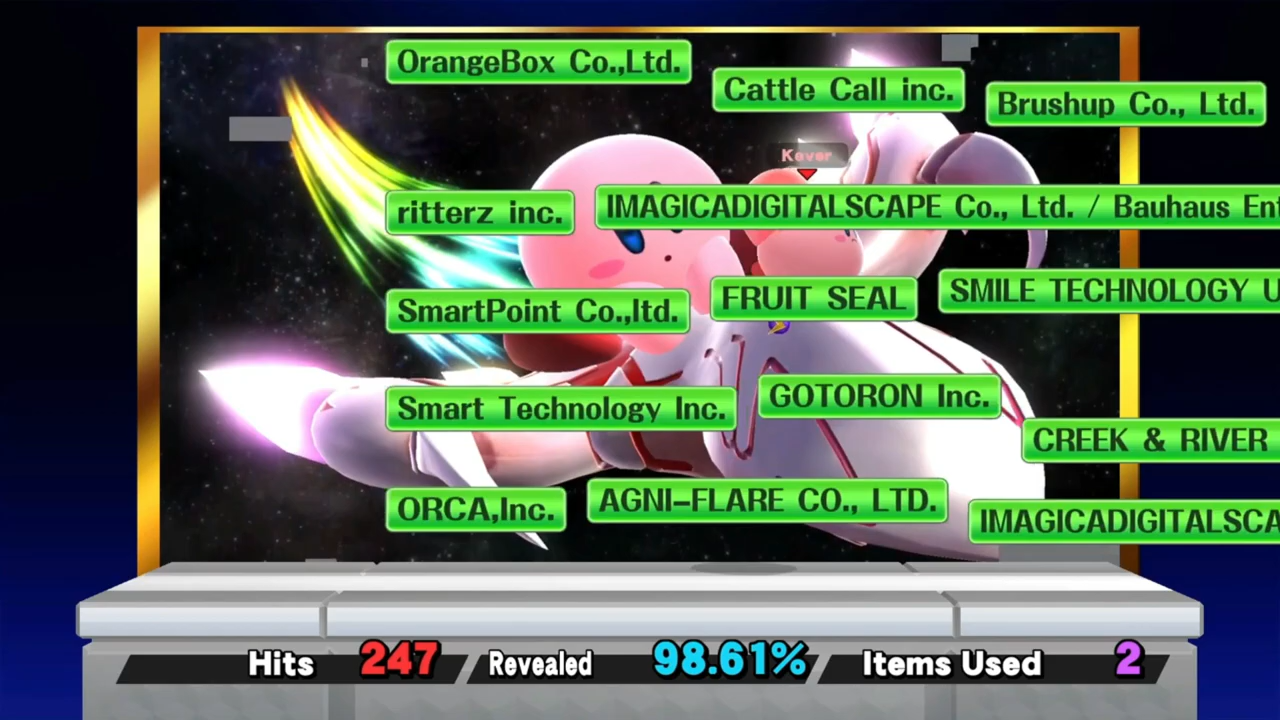 OrangeBox Co.,Ltd.
Cattle Call inc.
Brushup Co., Ltd.
Kever
ritterz inc.
IMAGICADIGITALSCAPE Co., Ltd. / Bauhaus Ent
SmartPoint Co.,ltd.
FRUIT SEAL
SMILE TECHNOLOGY U
Smart Technology Inc.
GOTORON Inc.
CREEK & RIVER
ORCA,Inc.
AGNI-FLARE CO., LTD.
IMAGICADIGITALSCA
Hits 247 Revealed 98.61% Items Used 2